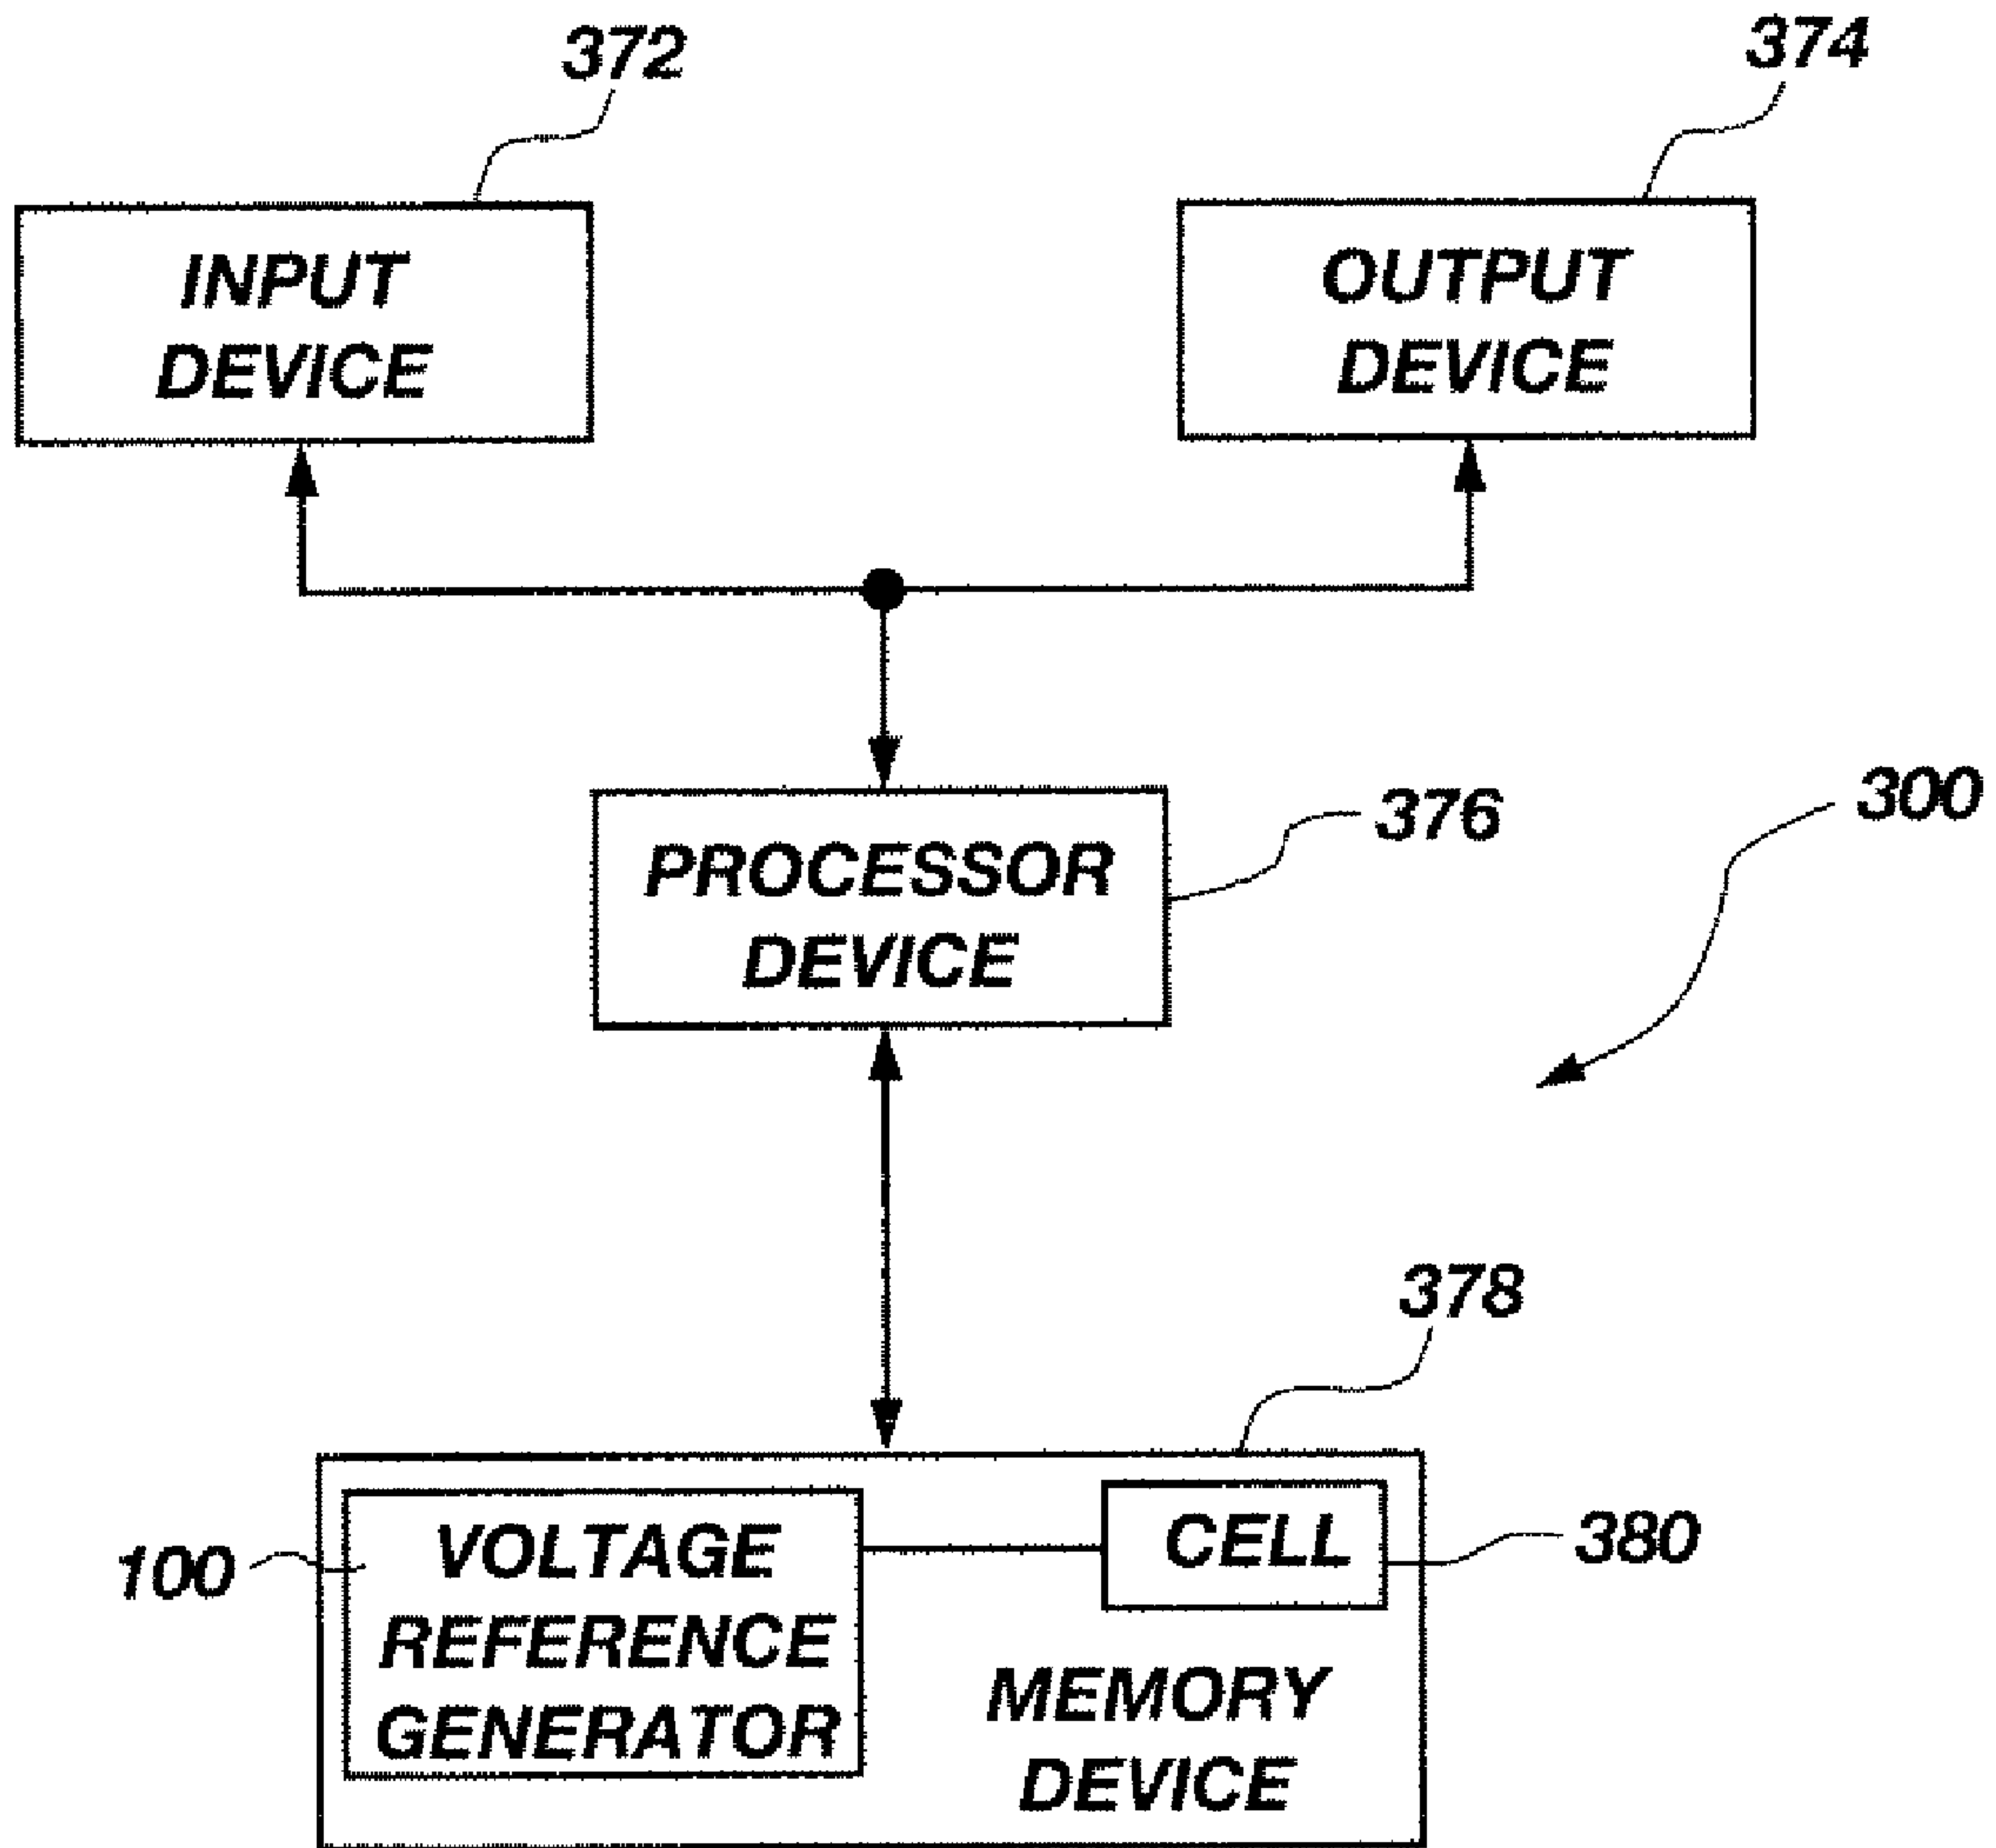 372
374
INPUT
DEVICE
OUTPUT
DEVICE
300
376
PROCESSOR
DEVICE
378
100
VOLTAGE
REFERENCE
GENERATOR
CELL
380
MEMORY
DEVICE